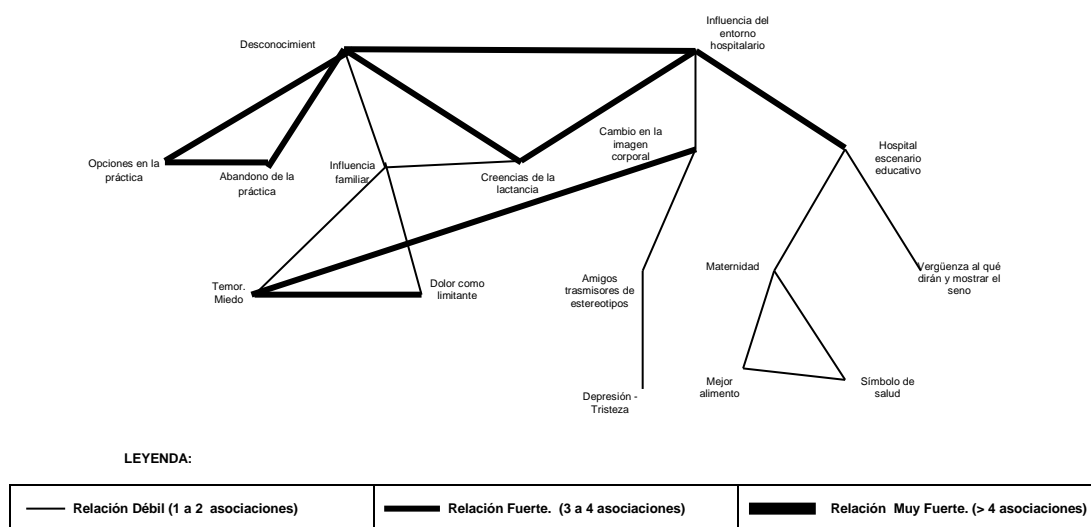 Influencia del
entorno
hospitalario
Desconocimient
Cambio en la
imagen
corporal
Opciones en la
práctica
Abandono de la
práctica
Influencia
familiar
Creencias de la
lactancia
Hospital
escenario
educativo
Temor.
Miedo
Dolor como
limitante
Amigos
trasmisores de
estereotipos
Maternidad
Vergüenza al qué
dirán y mostrar el
seno
Depresión -
Tristeza
Mejor
alimento
Símbolo de
salud
LEYENDA:
Relación Débil (1 a 2 asociaciones)
Relación Fuerte. (3 a 4 asociaciones)
Relación Muy Fuerte. (> 4 asociaciones)